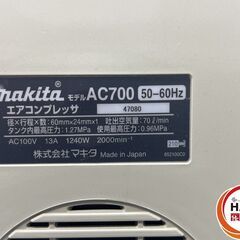 makita モデル AC700 50-60Hz
エアコンプレッサ 47080
径×行程×気筒:60mm×24mm×1 吐出空気量:70ℓ/min
タンク内最高圧力:1.27MPa 使用最高圧力:0.96MPa
AC100V 13A 1240W 2000min⁻¹
株式会社マキタ Made in Japan